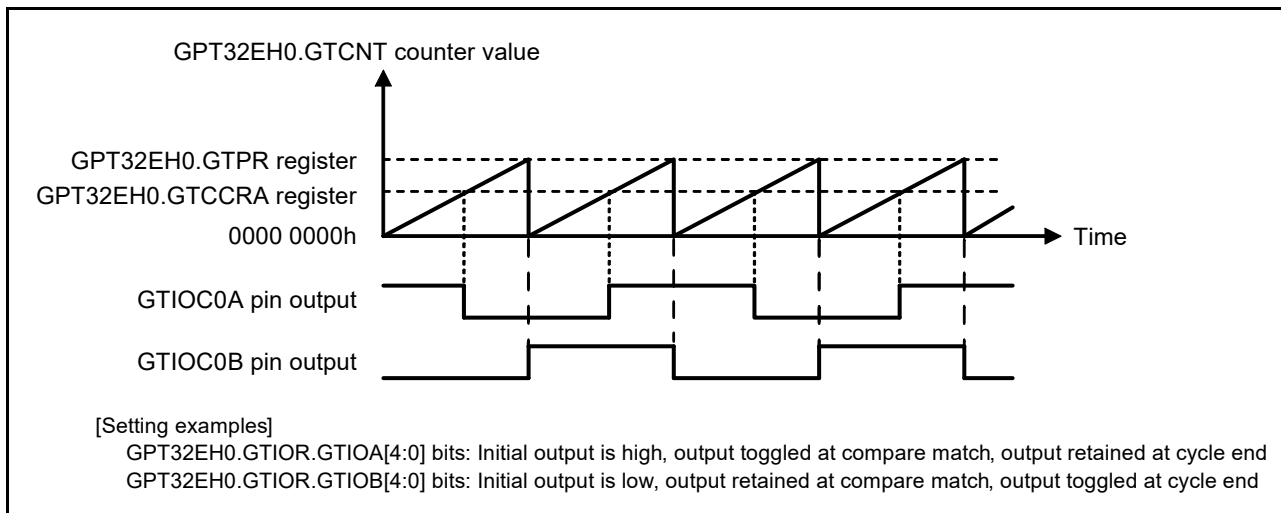 GPT32EH0.GTCNT counter value
GPT32EH0.GTPR register
GPT32EH0.GTCCRA register
0000 0000h
Time
GTIOC0A pin output
GTIOC0B pin output
[Setting examples]
GPT32EH0.GTIOR.GTIOA[4:0] bits: Initial output is high, output toggled at compare match, output retained at cycle end
GPT32EH0.GTIOR.GTIOB[4:0] bits: Initial output is low, output retained at compare match, output toggled at cycle end